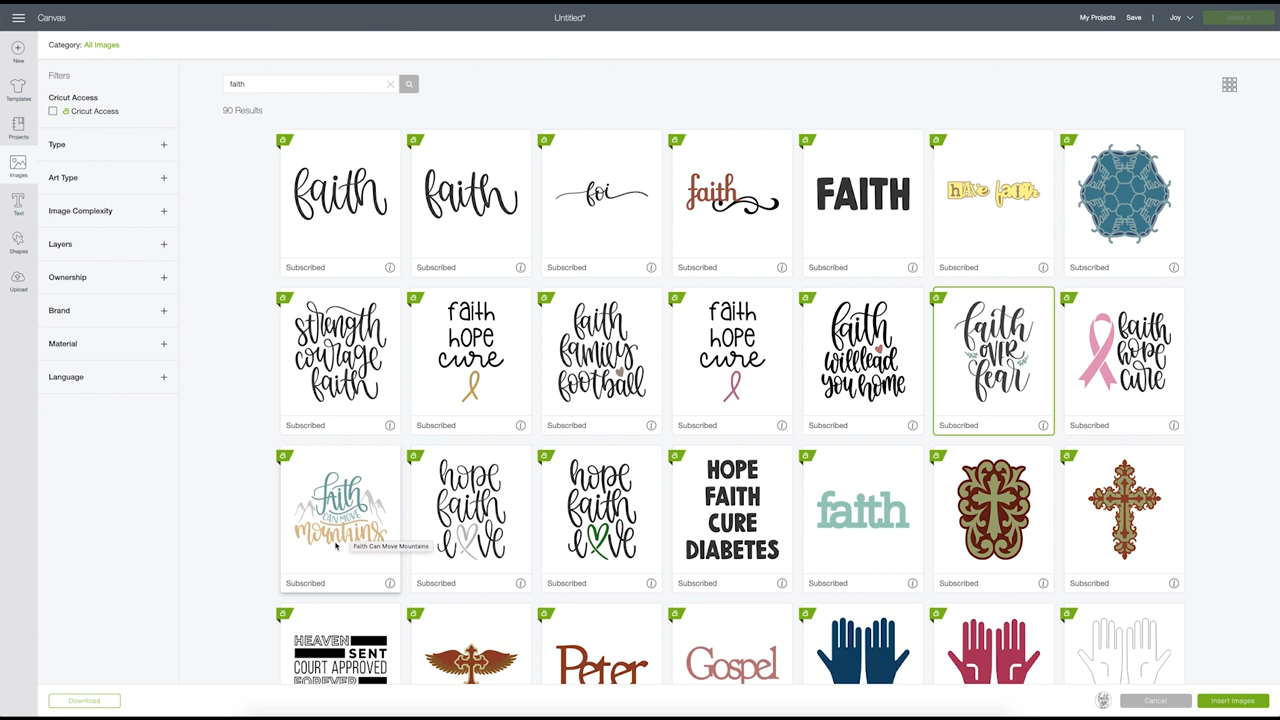 Canvas
Untitled*
My Projects
Save
|
Joy
Make It
New
Templates
Projects
Images
Text
Shapes
Upload
Category: All Images
Filters
Cricut Access
Cricut Access
Type +
Art Type +
Image Complexity +
Layers +
Ownership +
Brand +
Material +
Language +
faith
90 Results
faith
Subscribed
faith
Subscribed
foi
Subscribed
faith
Subscribed
FAITH
Subscribed
have faith
Subscribed
Subscribed
strength
courage
faith
Subscribed
faith
hope
cure
Subscribed
faith
family
football
Subscribed
faith
hope
cure
Subscribed
faith
will lead
you home
Subscribed
faith
OVER
fear
Subscribed
faith
hope
cure
Subscribed
faith
CAN MOVE
mountains
Faith Can Move Mountains
Subscribed
hope
faith
love
Subscribed
hope
faith
love
Subscribed
HOPE
FAITH
CURE
DIABETES
Subscribed
faith
Subscribed
Subscribed
Subscribed
HEAVEN
SENT
COURT APPROVED
FOREVER
Peter
Gospel
Download
Cancel
Insert Images